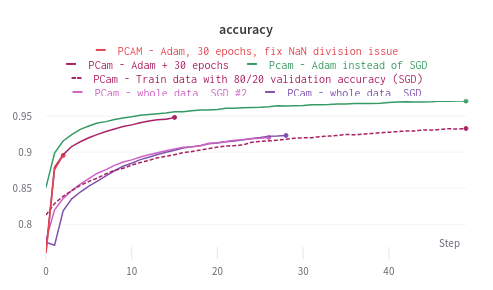 accuracy
PCAM - Adam, 30 epochs, fix NaN division issue
PCam - Adam + 30 epochs PCam - Adam instead of SGD
PCAM - Train data with 80/20 validation accuracy (SGD)
PCam - whole data, SGD #2 PCam - whole data, SGD
0.95
0.9
0.85
0.8
Step
0 10 20 30 40